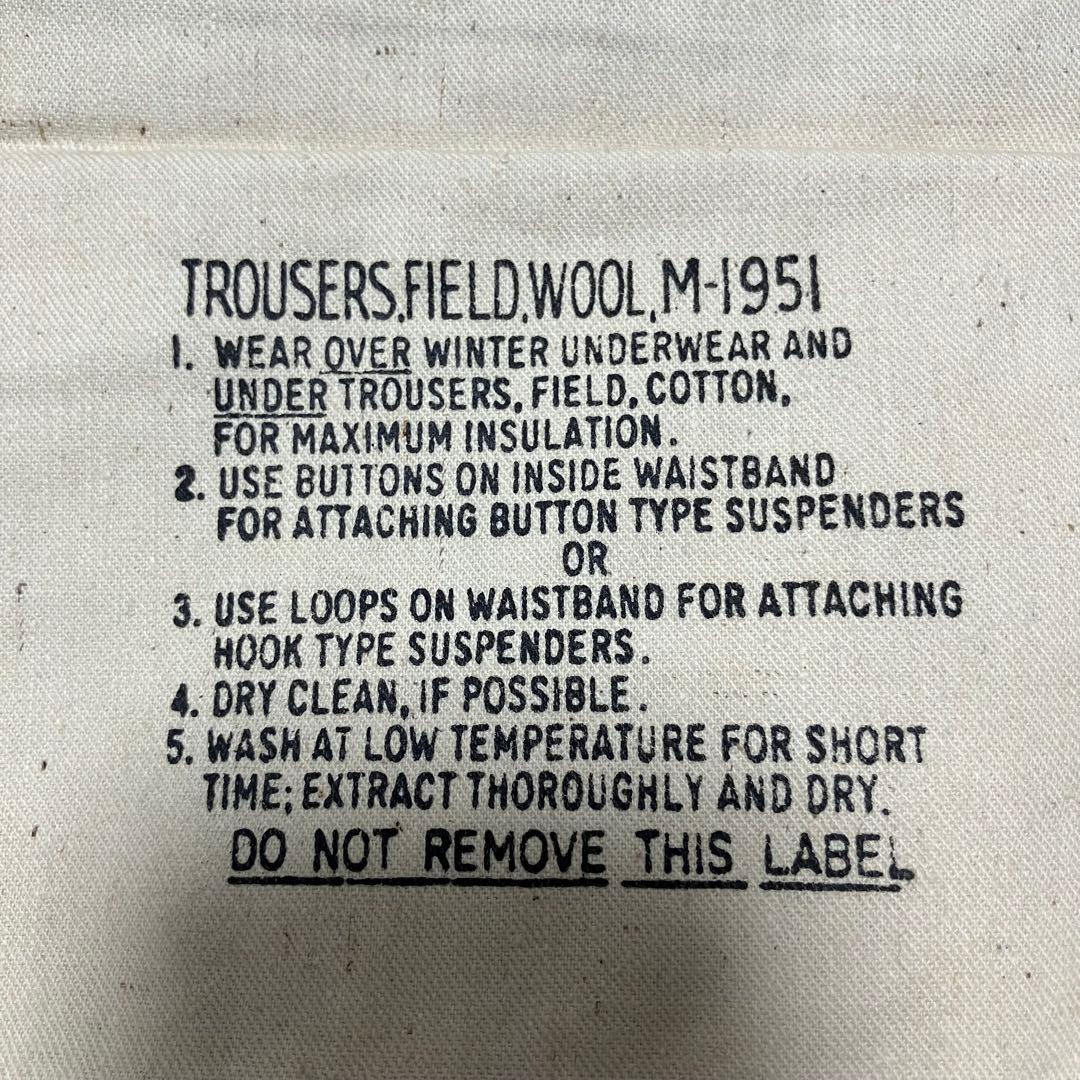 TROUSERS, FIELD, WOOL, M-1951
1. WEAR OVER WINTER UNDERWEAR AND
UNDER TROUSERS, FIELD, COTTON,
FOR MAXIMUM INSULATION.
2. USE BUTTONS ON INSIDE WAISTBAND
FOR ATTACHING BUTTON TYPE SUSPENDERS
OR
3. USE LOOPS ON WAISTBAND FOR ATTACHING
HOOK TYPE SUSPENDERS.
4. DRY CLEAN, IF POSSIBLE.
5. WASH AT LOW TEMPERATURE FOR SHORT
TIME; EXTRACT THOROUGHLY AND DRY.
DO NOT REMOVE THIS LABEL